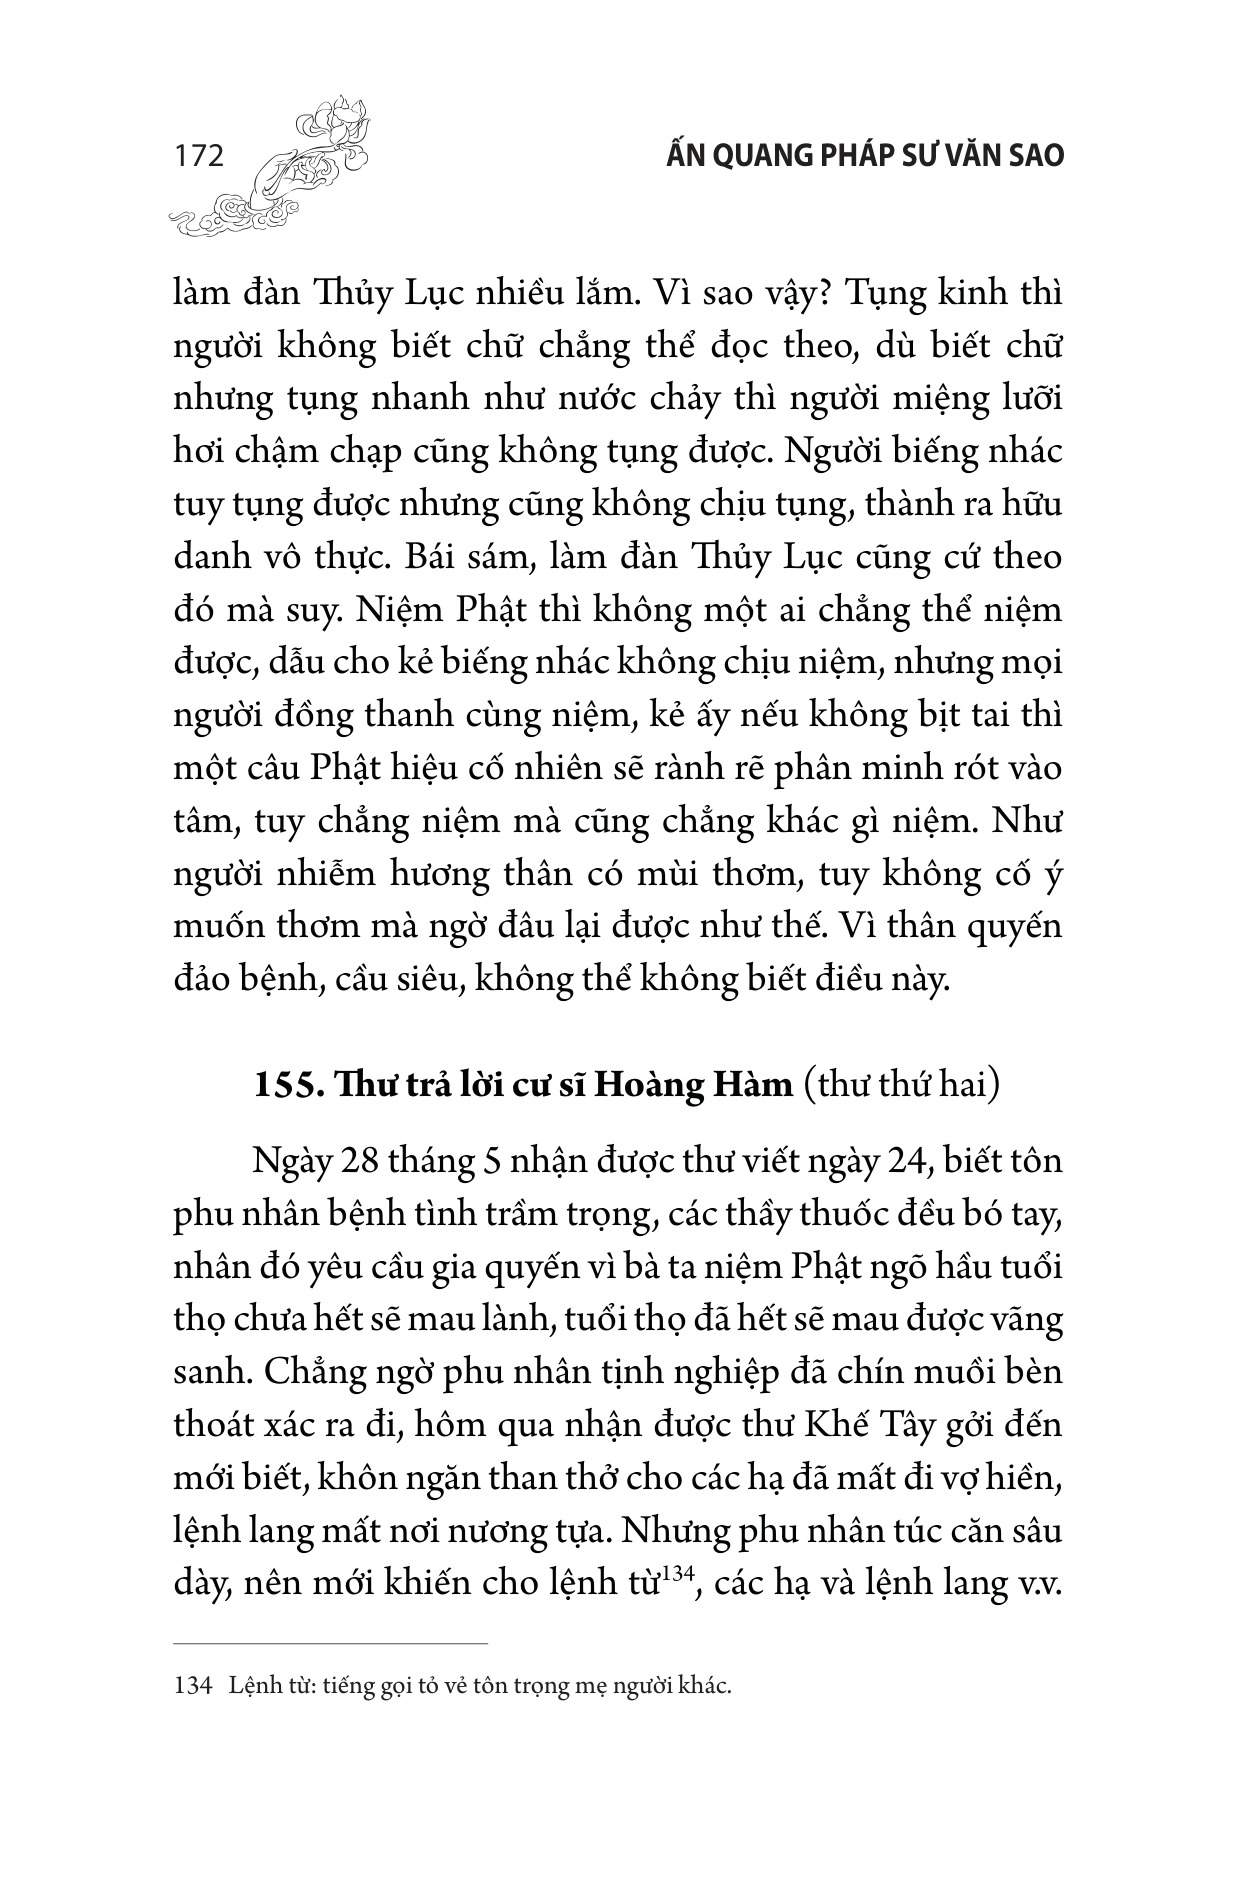 172
ẤN QUANG PHÁP SƯ VĂN SAO
làm đàn Thủy Lục nhiều lắm. Vì sao vậy? Tụng kinh thì
người không biết chữ chẳng thể đọc theo, dù biết chữ
nhưng tụng nhanh như nước chảy thì người miệng lưỡi
hơi chậm chạp cũng không tụng được. Người biếng nhác
tuy tụng được nhưng cũng không chịu tụng, thành ra hữu
danh vô thực. Bái sám, làm đàn Thủy Lục cũng cứ theo
đó mà suy. Niệm Phật thì không một ai chẳng thể niệm
được, dẫu cho kẻ biếng nhác không chịu niệm, nhưng mọi
người đồng thanh cùng niệm, kẻ ấy nếu không bịt tai thì
một câu Phật hiệu cố nhiên sẽ rành rẽ phân minh rót vào
tâm, tuy chẳng niệm mà cũng chẳng khác gì niệm. Như
người nhiễm hương thân có mùi thơm, tuy không cố ý
muốn thơm mà ngờ đâu lại được như thế. Vì thân quyến
đảo bệnh, cầu siêu, không thể không biết điều này.
155. Thư trả lời cư sĩ Hoàng Hàm (thư thứ hai)
Ngày 28 tháng 5 nhận được thư viết ngày 24, biết tôn
phu nhân bệnh tình trầm trọng, các thầy thuốc đều bó tay,
nhân đó yêu cầu gia quyến vì bà ta niệm Phật ngõ hầu tuổi
thọ chưa hết sẽ mau lành, tuổi thọ đã hết sẽ mau được vãng
sanh. Chẳng ngờ phu nhân tịnh nghiệp đã chín muồi bèn
thoát xác ra đi, hôm qua nhận được thư Khế Tây gởi đến
mới biết, khôn ngăn than thở cho các hạ đã mất đi vợ hiền,
lệnh lang mất nơi nương tựa. Nhưng phu nhân túc căn sâu
dày, nên mới khiến cho lệnh từ134, các hạ và lệnh lang v.v.
134 Lệnh từ: tiếng gọi tỏ vẻ tôn trọng mẹ người khác.